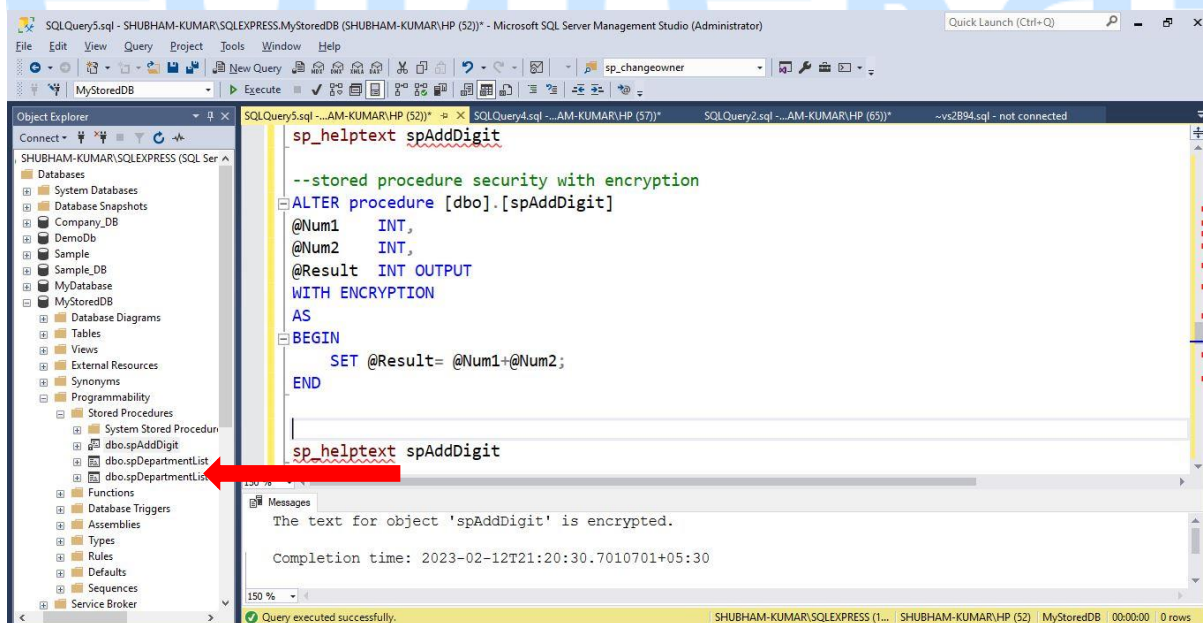 SQLQuery5.sql - SHUBHAM-KUMAR\SQLEXPRESS.MyStoredDB (SHUBHAM-KUMAR\HP (52))* - Microsoft SQL Server Management Studio (Administrator)
Quick Launch (Ctrl+Q)
File Edit View Query Project Tools Window Help
New Query
sp_changeowner
MyStoredDB
Execute
Object Explorer
SQLQuery5.sql -...AM-KUMAR\HP (52))*
SQLQuery4.sql -...AM-KUMAR\HP (57))*
SQLQuery2.sql -...AM-KUMAR\HP (65))*
~vs2B94.sql - not connected
Connect
SHUBHAM-KUMAR\SQLEXPRESS (SQL Ser
Databases
System Databases
Database Snapshots
Company_DB
DemoDb
Sample
Sample_DB
MyDatabase
MyStoredDB
Database Diagrams
Tables
Views
External Resources
Synonyms
Programmability
Stored Procedures
System Stored Procedur
dbo.spAddDigit
dbo.spDepartmentList
dbo.spDepartmentLis
Functions
Database Triggers
Assemblies
Types
Rules
Defaults
Sequences
Service Broker
sp_helptext spAddDigit
--stored procedure security with encryption
ALTER procedure [dbo].[spAddDigit]
@Num1 INT,
@Num2 INT,
@Result INT OUTPUT
WITH ENCRYPTION
AS
BEGIN
SET @Result= @Num1+@Num2;
END
sp_helptext spAddDigit
150 %
Messages
The text for object 'spAddDigit' is encrypted.
Completion time: 2023-02-12T21:20:30.7010701+05:30
150 %
Query executed successfully.
SHUBHAM-KUMAR\SQLEXPRESS (1...
SHUBHAM-KUMAR\HP (52)
MyStoredDB
00:00:00
0 rows